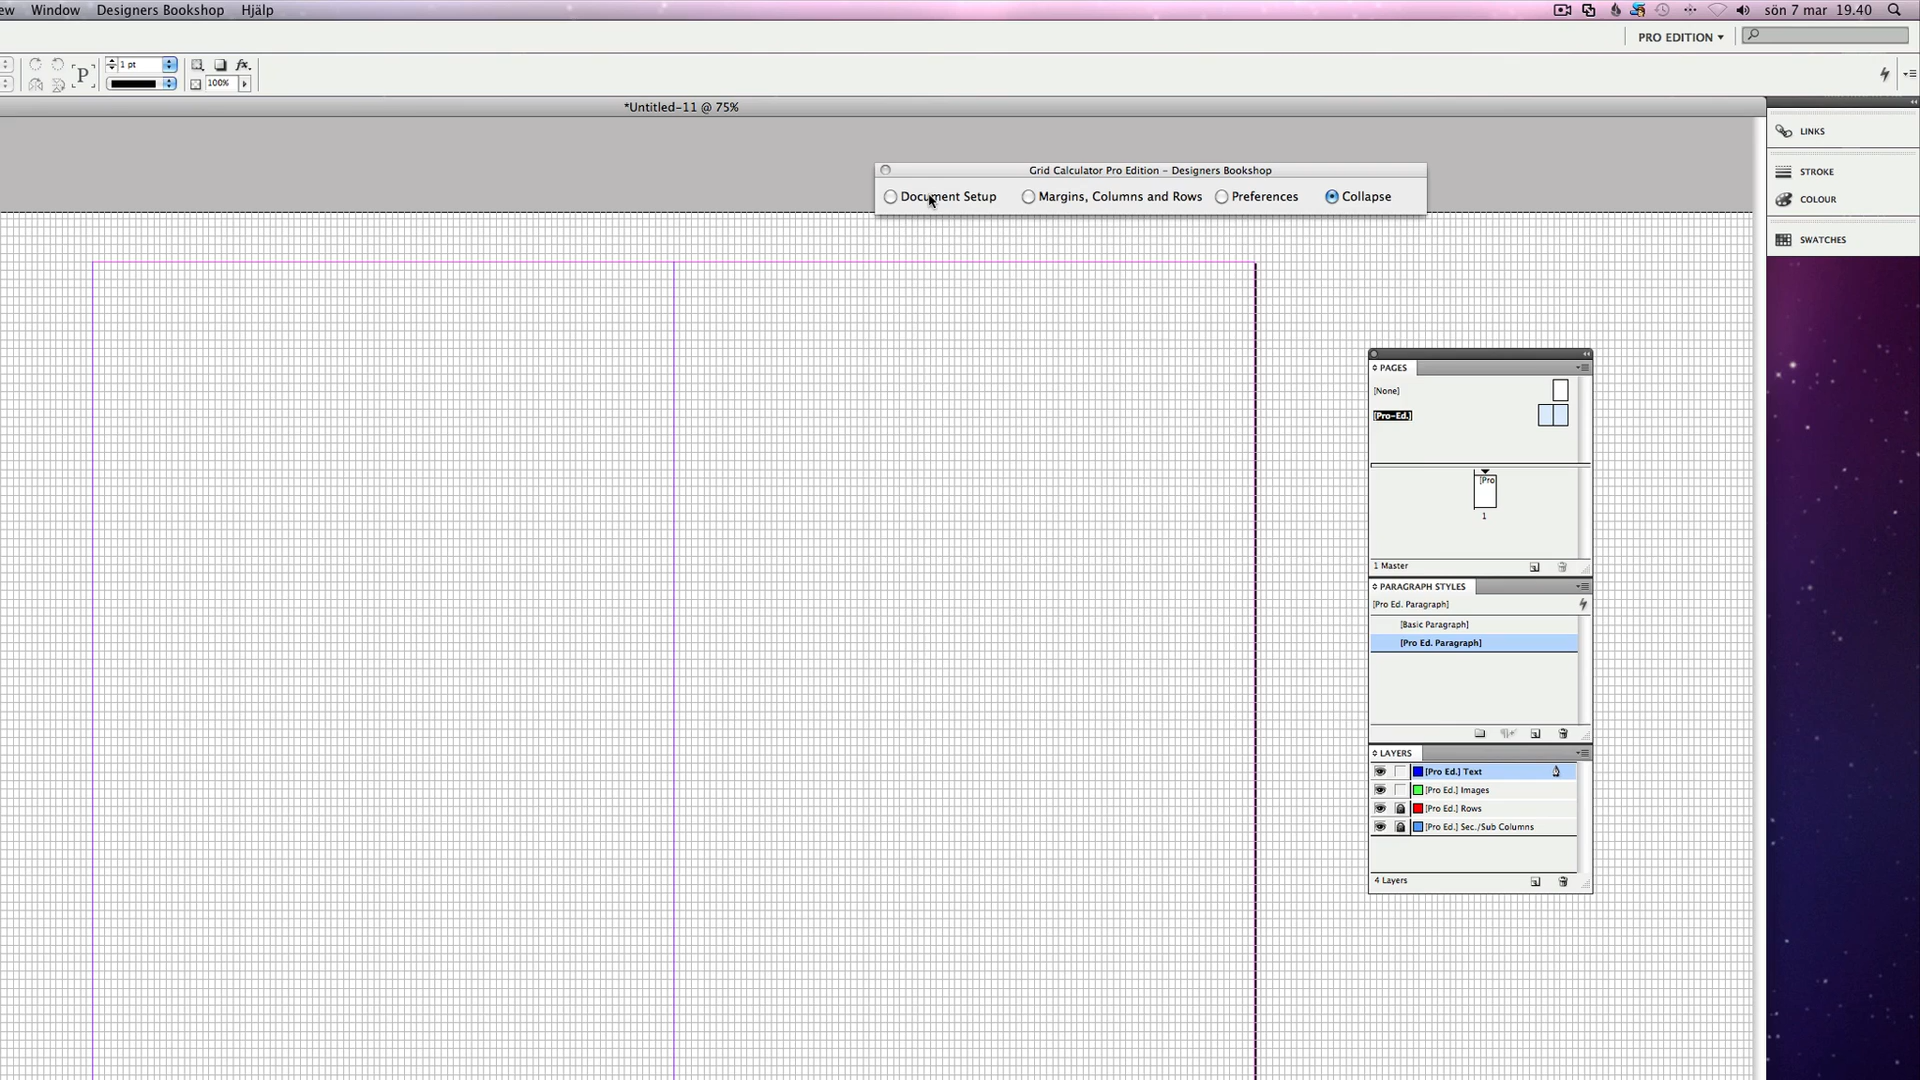 ew Window Designers Bookshop Hjälp sön 7 mar 19.40
PRO EDITION
P 1 pt fx.
100%
*Untitled-11 @ 75%
Grid Calculator Pro Edition - Designers Bookshop
Document Setup Margins, Columns and Rows Preferences Collapse
LINKS
STROKE
COLOUR
SWATCHES
PAGES
[None]
[Pro-Ed.]
[Pro
1
1 Master
PARAGRAPH STYLES
[Pro Ed. Paragraph]
[Basic Paragraph]
[Pro Ed. Paragraph]
LAYERS
[Pro Ed.] Text
[Pro Ed.] Images
[Pro Ed.] Rows
[Pro Ed.] Sec./Sub Columns
4 Layers